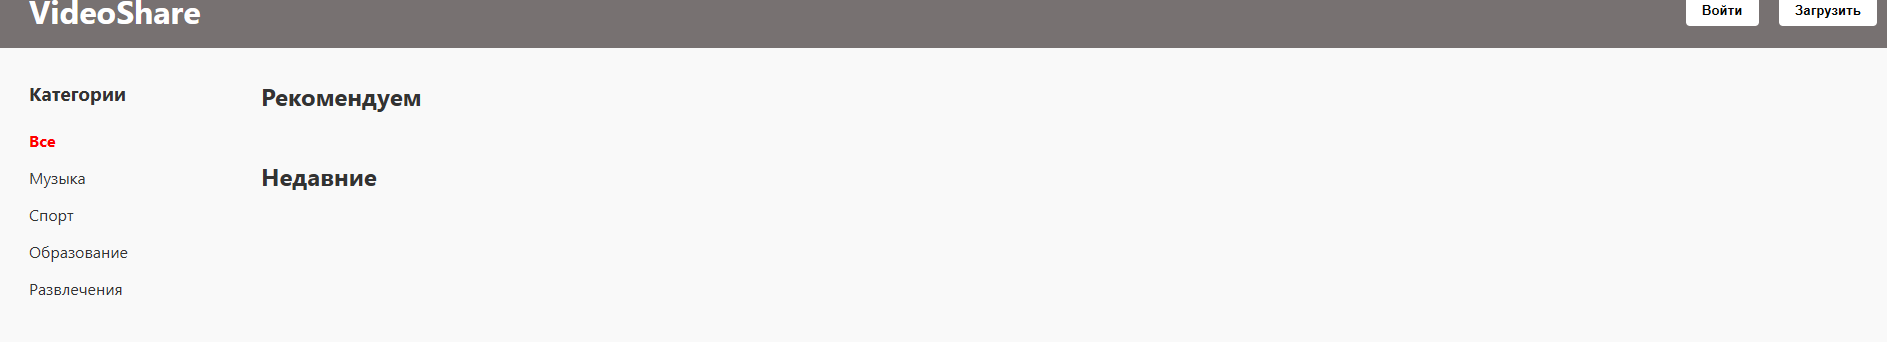 VideoShare
Войти
Загрузить
Категории
Все
Музыка
Спорт
Образование
Развлечения
Рекомендуем
Недавние